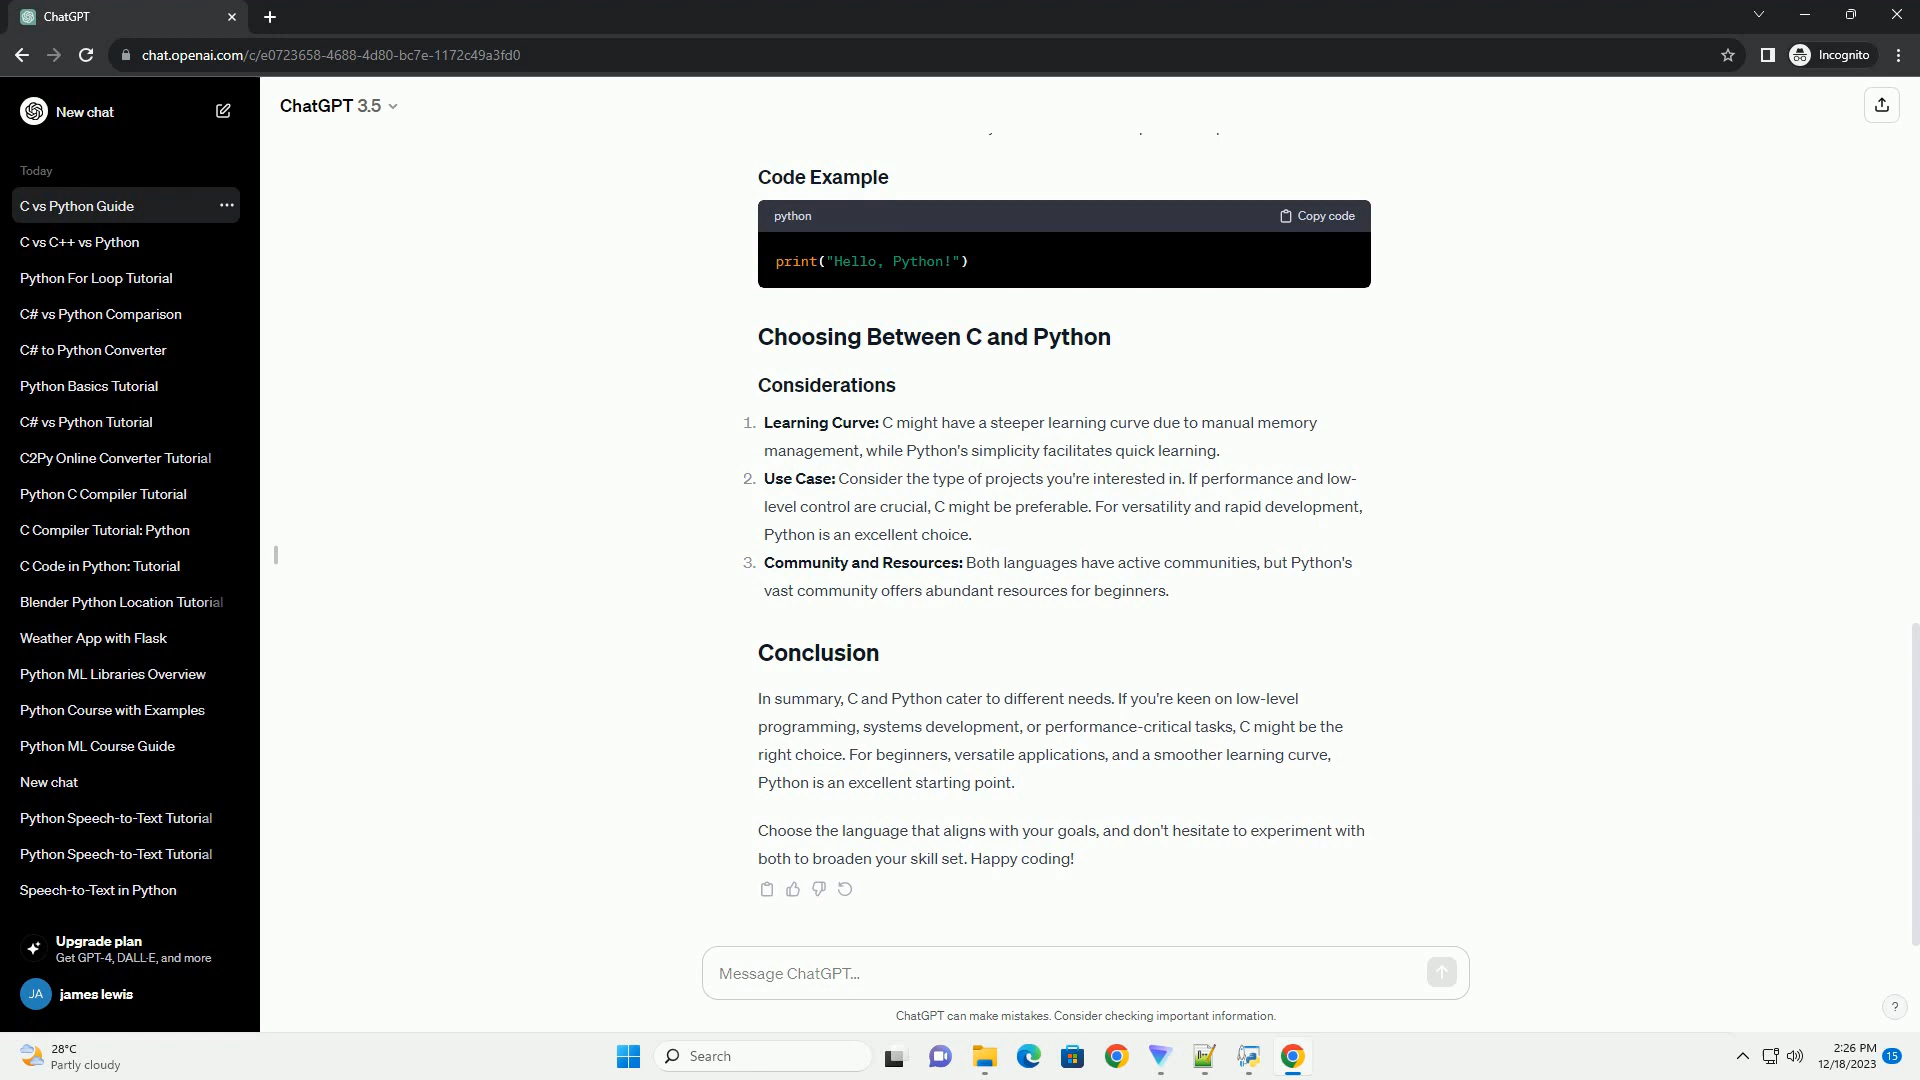 ChatGPT
chat.openai.com/c/e0723658-4688-4d80-bc7e-1172c49a3fd0
Incognito
New chat
ChatGPT 3.5
Today
C vs Python Guide
C vs C++ vs Python
Python For Loop Tutorial
C# vs Python Comparison
C# to Python Converter
Python Basics Tutorial
C# vs Python Tutorial
C2Py Online Converter Tutorial
Python C Compiler Tutorial
C Compiler Tutorial: Python
C Code in Python: Tutorial
Blender Python Location Tutorial
Weather App with Flask
Python ML Libraries Overview
Python Course with Examples
Python ML Course Guide
New chat
Python Speech-to-Text Tutorial
Python Speech-to-Text Tutorial
Speech-to-Text in Python
Upgrade plan
Get GPT-4, DALL·E, and more
JA
james lewis
Code Example
python
Copy code
print("Hello, Python!")
Choosing Between C and Python
Considerations
1. Learning Curve: C might have a steeper learning curve due to manual memory
management, while Python's simplicity facilitates quick learning.
2. Use Case: Consider the type of projects you're interested in. If performance and low-
level control are crucial, C might be preferable. For versatility and rapid development,
Python is an excellent choice.
3. Community and Resources: Both languages have active communities, but Python's
vast community offers abundant resources for beginners.
Conclusion
In summary, C and Python cater to different needs. If you're keen on low-level
programming, systems development, or performance-critical tasks, C might be the
right choice. For beginners, versatile applications, and a smoother learning curve,
Python is an excellent starting point.
Choose the language that aligns with your goals, and don't hesitate to experiment with
both to broaden your skill set. Happy coding!
Message ChatGPT...
ChatGPT can make mistakes. Consider checking important information.
?
28°C
Partly cloudy
Search
2:26 PM
12/18/2023
15